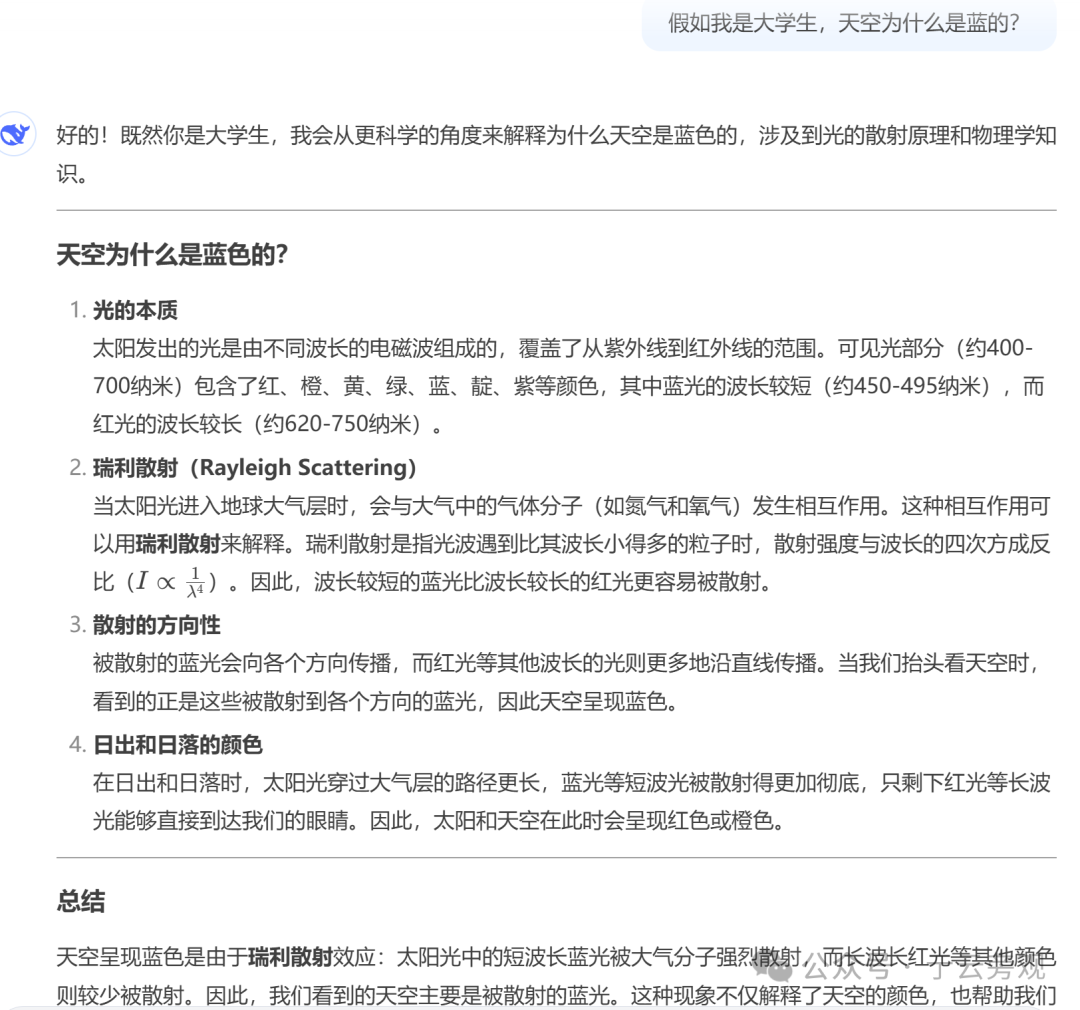 假如我是大学生，天空为什么是蓝的？
好的！既然你是大学生，我会从更科学的角度来解释为什么天空是蓝色的，涉及到光的散射原理和物理学知
识。
天空为什么是蓝色的？
1. 光的本质
太阳发出的光是由不同波长的电磁波组成的，覆盖了从紫外线到红外线的范围。可见光部分（约400-
700纳米）包含了红、橙、黄、绿、蓝、靛、紫等颜色，其中蓝光的波长较短（约450-495纳米），而
红光的波长较长（约620-750纳米）。
2. 瑞利散射（Rayleigh Scattering）
当太阳光进入地球大气层时，会与大气中的气体分子（如氮气和氧气）发生相互作用。这种相互作用可
以用瑞利散射来解释。瑞利散射是指光波遇到比其波长小得多的粒子时，散射强度与波长的四次方成反
比（I ∝ 1/λ⁴）。因此，波长较短的蓝光比波长较长的红光更容易被散射。
3. 散射的方向性
被散射的蓝光会向各个方向传播，而红光等其他波长的光则更多地沿直线传播。当我们抬头看天空时，
看到的正是这些被散射到各个方向的蓝光，因此天空呈现蓝色。
4. 日出和日落的颜色
在日出和日落时，太阳光穿过大气层的路径更长，蓝光等短波光被散射得更加彻底，只剩下红光等长波
光能够直接到达我们的眼睛。因此，太阳和天空在此时会呈现红色或橙色。
总结
天空呈现蓝色是由于瑞利散射效应：太阳光中的短波长蓝光被大气分子强烈散射，而长波长红光等其他颜色
公众号·
则较少被散射。因此，我们看到的天空主要是被散射的蓝光。这种现象不仅解释了天空的颜色，也帮助我们